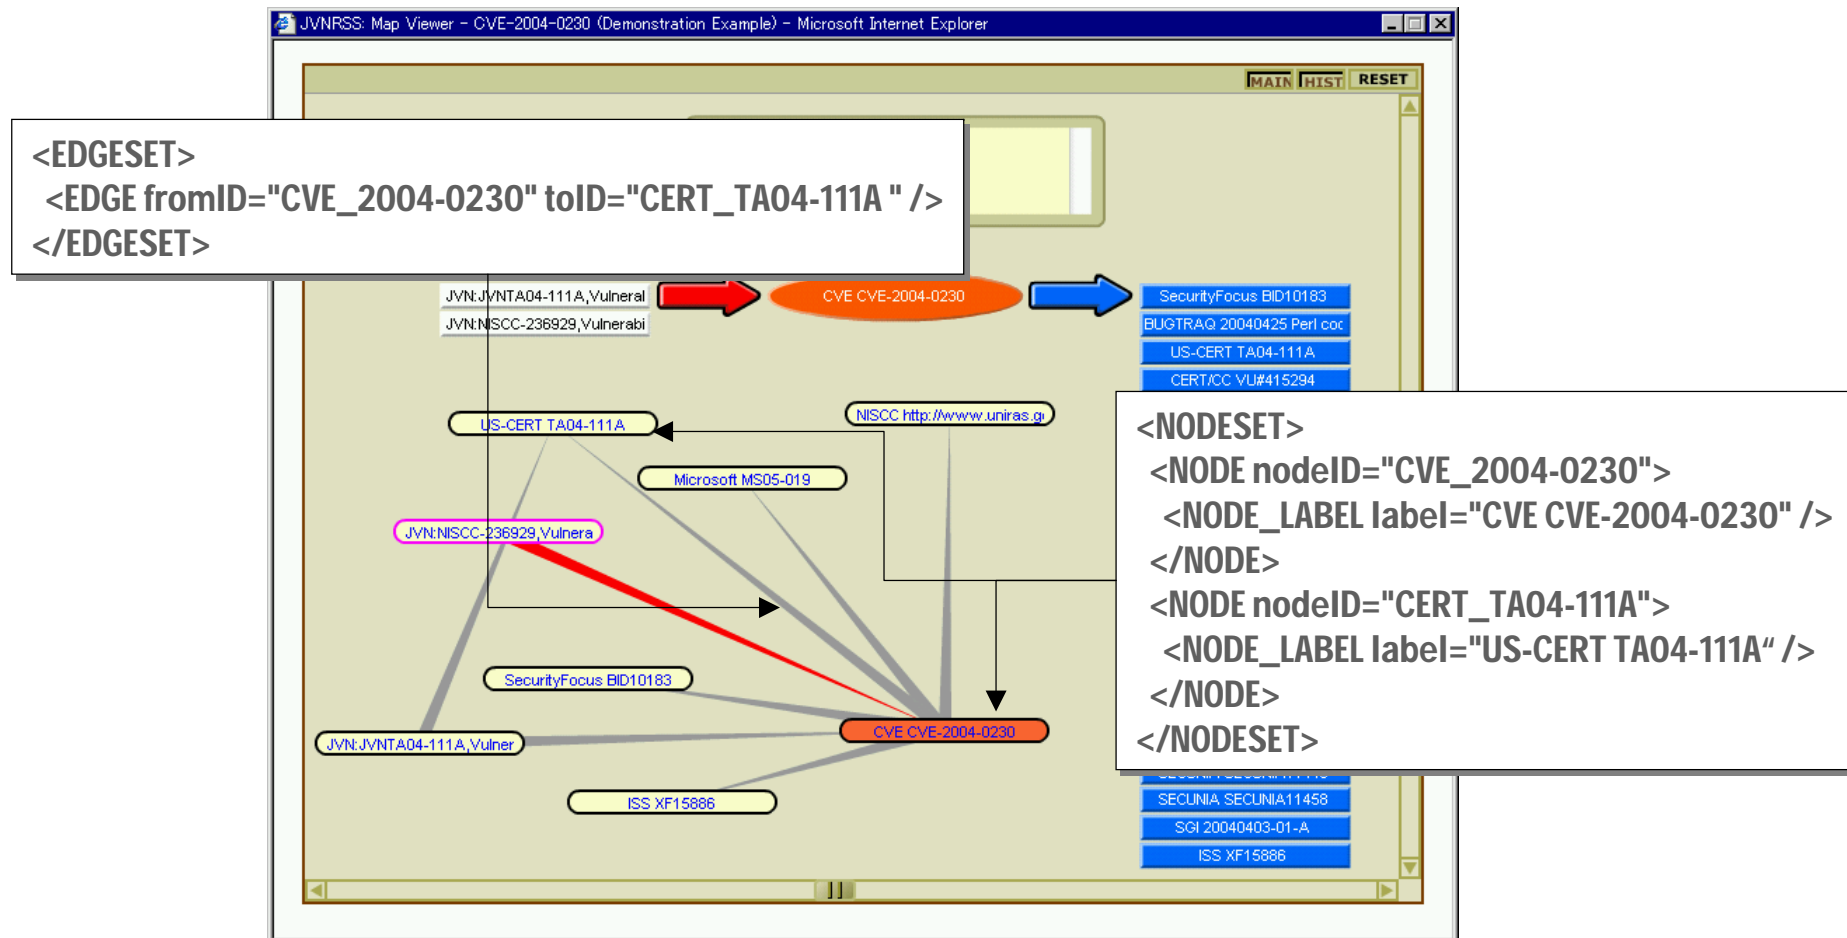 JVNRSS: Map Viewer - CVE-2004-0230 (Demonstration Example) - Microsoft Internet Explorer
MAIN HIST RESET
<EDGESET>
<EDGE fromID="CVE_2004-0230" toID="CERT_TA04-111A " />
</EDGESET>
JVN:JVNTA04-111A,Vulneral
JVN:NISCC-236929,Vulnerabi
CVE CVE-2004-0230
SecurityFocus BID10183
BUGTRAQ 20040425 Perl coc
US-CERT TA04-111A
CERT/CC VU#415294
US-CERT TA04-111A
NISCC http://www.uniras.g
Microsoft MS05-019
JVN:NISCC-236929,Vulnera
SecurityFocus BID10183
JVN:JVNTA04-111A,Vulner
CVE CVE-2004-0230
ISS XF15886
<NODESET>
<NODE nodeID="CVE_2004-0230">
<NODE_LABEL label="CVE CVE-2004-0230" />
</NODE>
<NODE nodeID="CERT_TA04-111A">
<NODE_LABEL label="US-CERT TA04-111A“ />
</NODE>
</NODESET>
SECUNIA SECUNIA11458
SGI 20040403-01-A
ISS XF15886